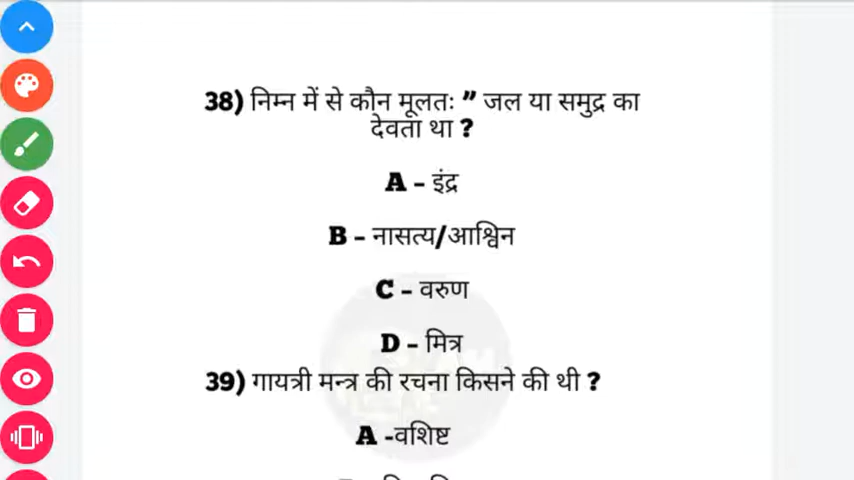 38) निम्न में से कौन मूलतः ” जल या समुद्र का
देवता था ?
A – इंद्र
B – नासत्य/आश्विन
C – वरुण
D – मित्र
39) गायत्री मन्त्र की रचना किसने की थी ?
A -वशिष्ट